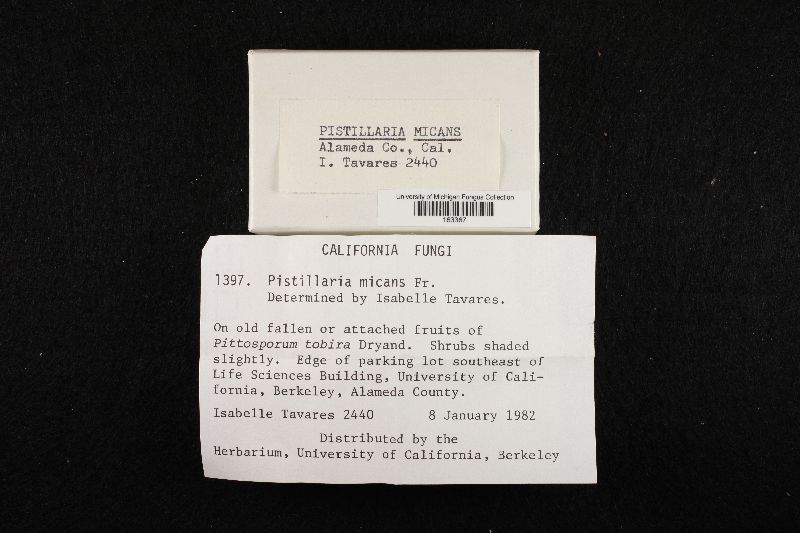 PISTILLARIA MICANS
Alameda Co., Cal.
I. Tavares 2440
University of Michigan Fungus Collection
163367
CALIFORNIA FUNGI
1397. Pistillaria micans Fr.
Determined by Isabelle Tavares.
On old fallen or attached fruits of
Pittosporum tobira Dryand. Shrubs shaded
slightly. Edge of parking lot southeast of
Life Sciences Building, University of Cali-
fornia, Berkeley, Alameda County.
Isabelle Tavares 2440 8 January 1982
Distributed by the
Herbarium, University of California, Berkeley